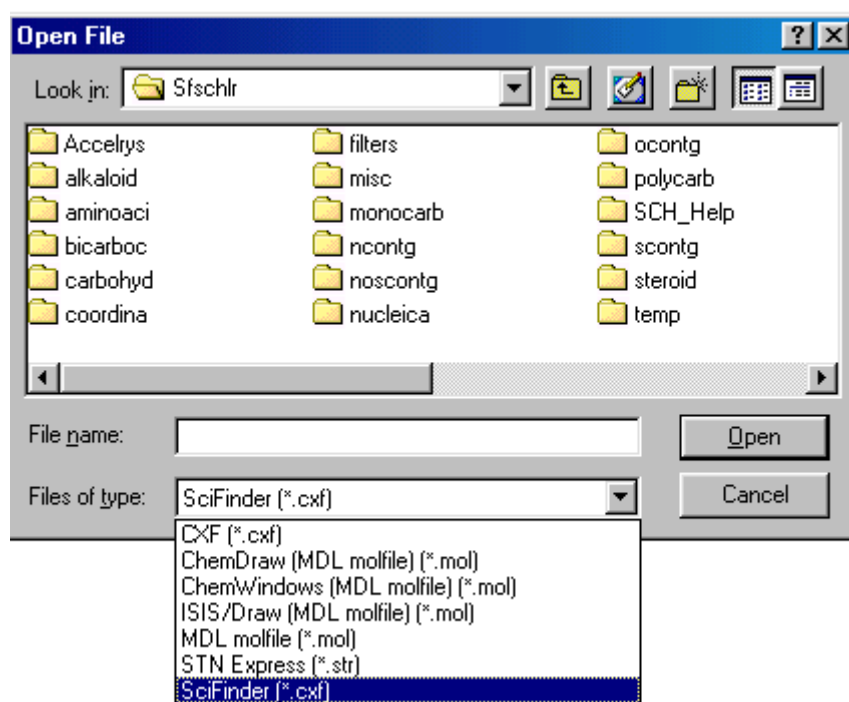 Open File
Look in: Sfschlr
Accelrys filters ocontg
alkaloid misc polycarb
aminoaci monocarb SCH_Help
bicarboc ncontg scontg
carbohyd noscontg steroid
coordina nucleica temp
File name: Open
Files of type: SciFinder (*.cxf) Cancel
CXF (*.cxf)
ChemDraw (MDL molfile) (*.mol)
ChemWindows (MDL molfile) (*.mol)
ISIS/Draw (MDL molfile) (*.mol)
MDL molfile (*.mol)
STN Express (*.str)
SciFinder (*.cxf)